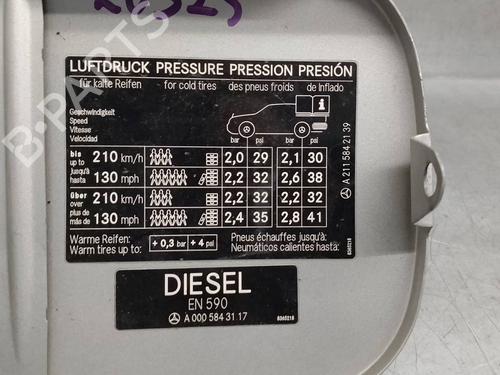 LUFTDRUCK PRESSURE PRESSION PRESIÓN
für kalte Reifen for cold tires des pneus froids de Inflado
Geschwindigkeit
Speed
Vitesse
Velocidad
bar psi bar psi
bis
up to
jusqu'à
hasta
210 km/h 2,0 29 2,1 30
130 mph 2,2 32 2,6 38
über
over
plus de
más de
210 km/h 2,2 32 2,2 32
130 mph 2,4 35 2,8 41
Warme Reifen:
Warm tires up to:
+ 0,3 bar + 4 psi
Pneus échauffés jusqu'à:
Neumáticos calientes hasta:
A 211 584 21 39
8365218
DIESEL
EN 590
A 000 584 31 17
8365218
B-PARTS